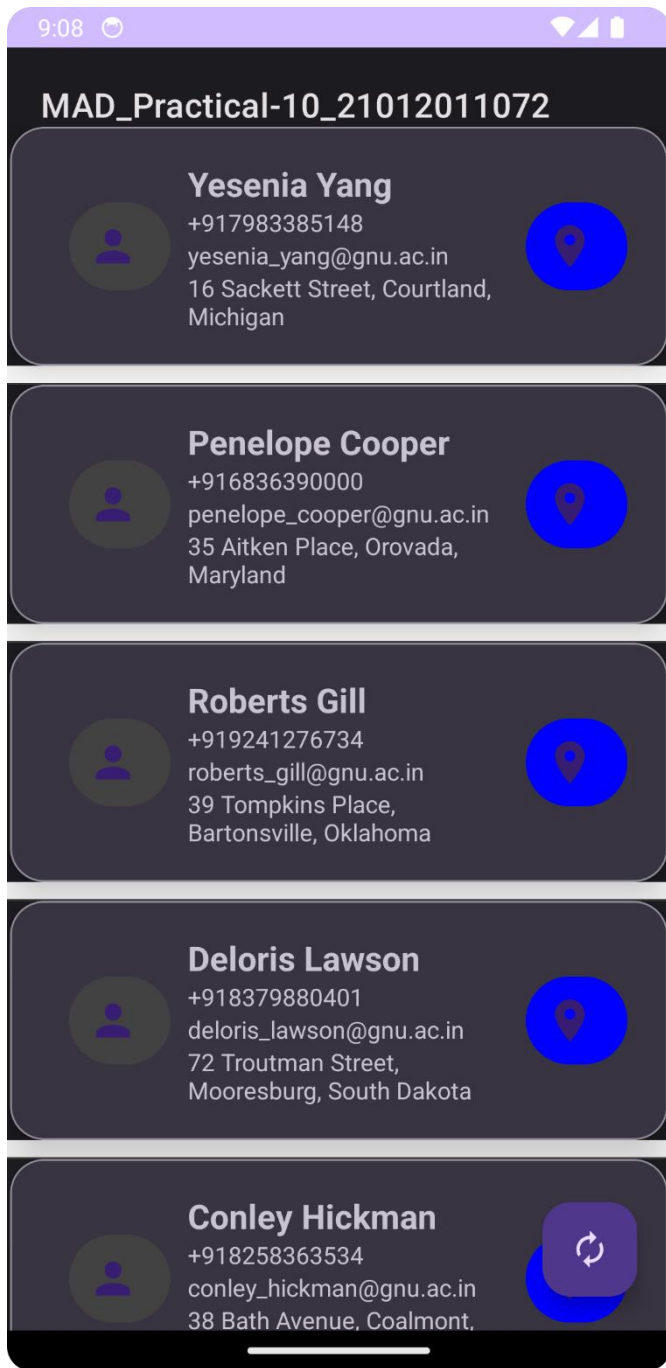 9:08
MAD_Practical-10_21012011072
Yesenia Yang
+917983385148
yesenia_yang@gnu.ac.in
16 Sackett Street, Courtland,
Michigan
Penelope Cooper
+916836390000
penelope_cooper@gnu.ac.in
35 Aitken Place, Orovada,
Maryland
Roberts Gill
+919241276734
roberts_gill@gnu.ac.in
39 Tompkins Place,
Bartonsville, Oklahoma
Deloris Lawson
+918379880401
deloris_lawson@gnu.ac.in
72 Troutman Street,
Mooresburg, South Dakota
Conley Hickman
+918258363534
conley_hickman@gnu.ac.in
38 Bath Avenue, Coalmont,